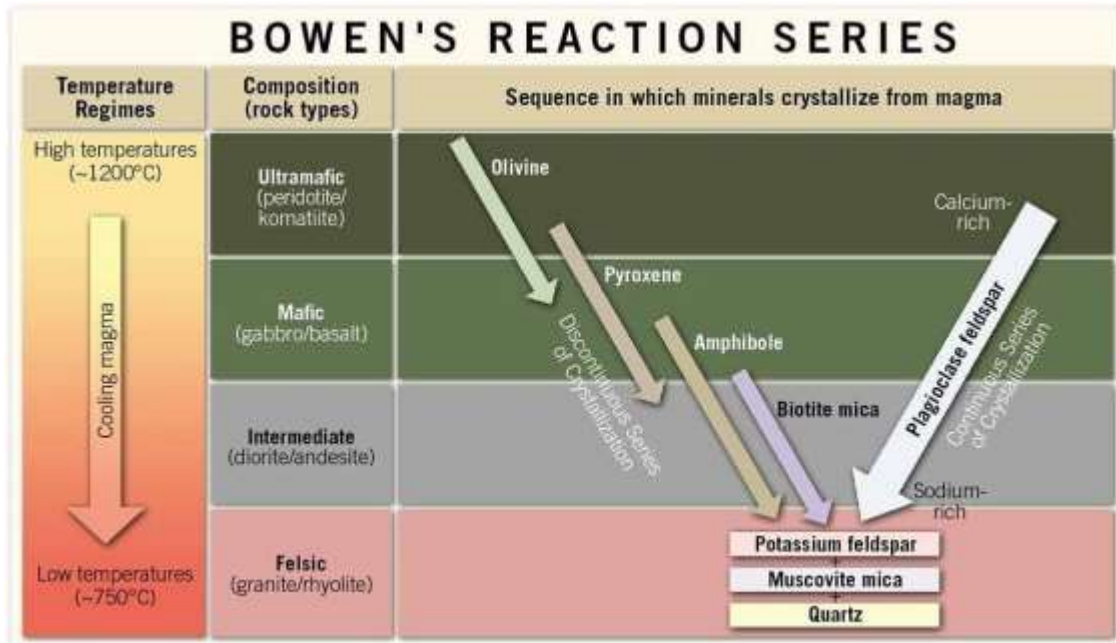 BOWEN'S REACTION SERIES
Temperature
Regimes
Composition
(rock types)
Sequence in which minerals crystallize from magma
High temperatures
(~1200°C)
Cooling magma
Low temperatures
(~750°C)
Ultramafic
(peridotite/
komatiite)
Mafic
(gabbro/basalt)
Intermediate
(diorite/andesite)
Felsic
(granite/rhyolite)
Olivine
Pyroxene
Amphibole
Biotite mica
Discontinuous Series
of Crystallization
Calcium-
rich
Plagioclase feldspar
Continuous Series
of Crystallization
Sodium-
rich
Potassium feldspar
+
Muscovite mica
+
Quartz